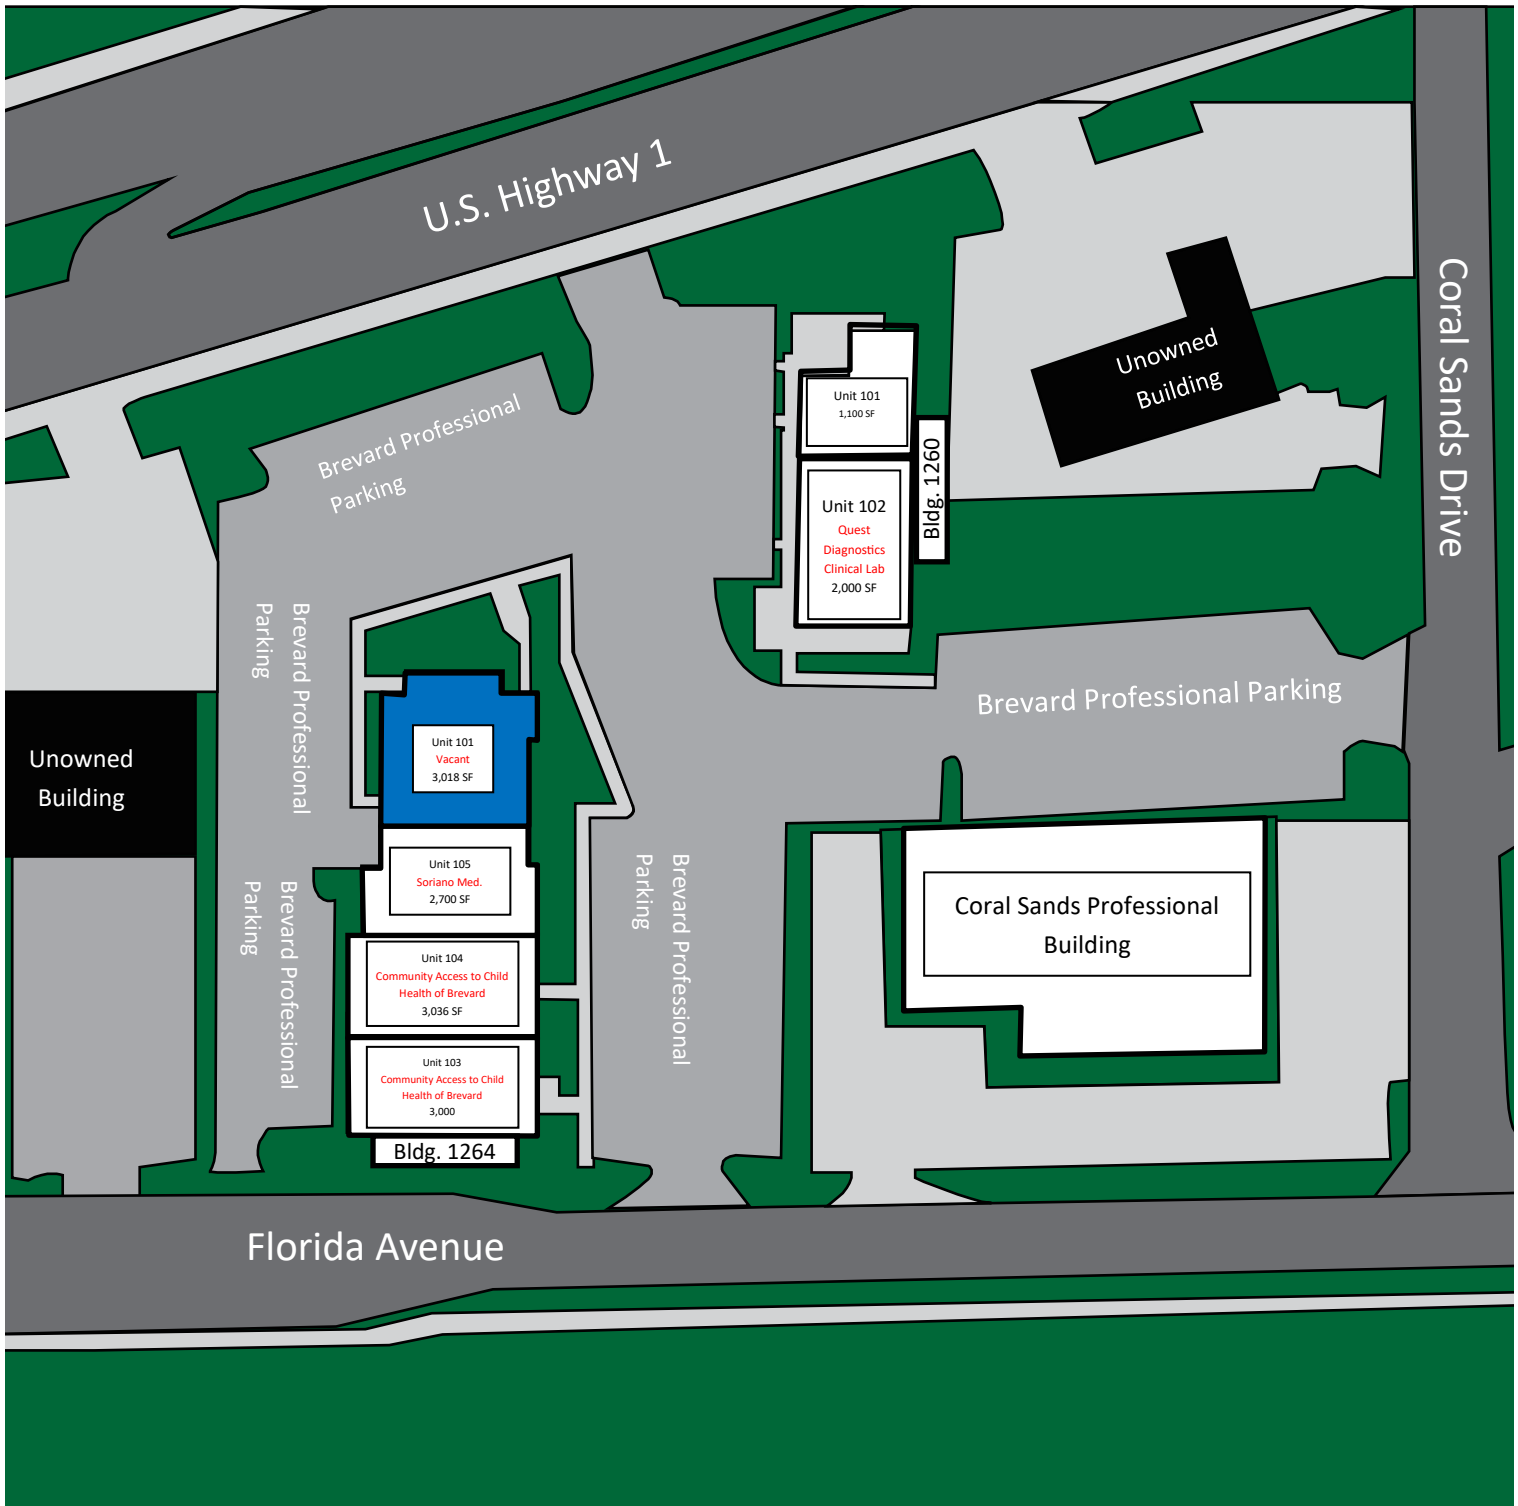 U.S. Highway 1
Coral Sands Drive
Unowned
Building
Unit 101
1,100 SF
Brevard Professional
Parking
Bldg. 1260
Unit 102
Quest
Diagnostics
Clinical Lab
2,000 SF
Brevard Professional
Parking
Brevard Professional Parking
Unowned
Building
Unit 101
Vacant
3,018 SF
Unit 105
Soriano Med.
2,700 SF
Brevard Professional
Parking
Brevard Professional
Parking
Coral Sands Professional
Building
Unit 104
Community Access to Child
Health of Brevard
3,036 SF
Unit 103
Community Access to Child
Health of Brevard
3,000
Bldg. 1264
Florida Avenue